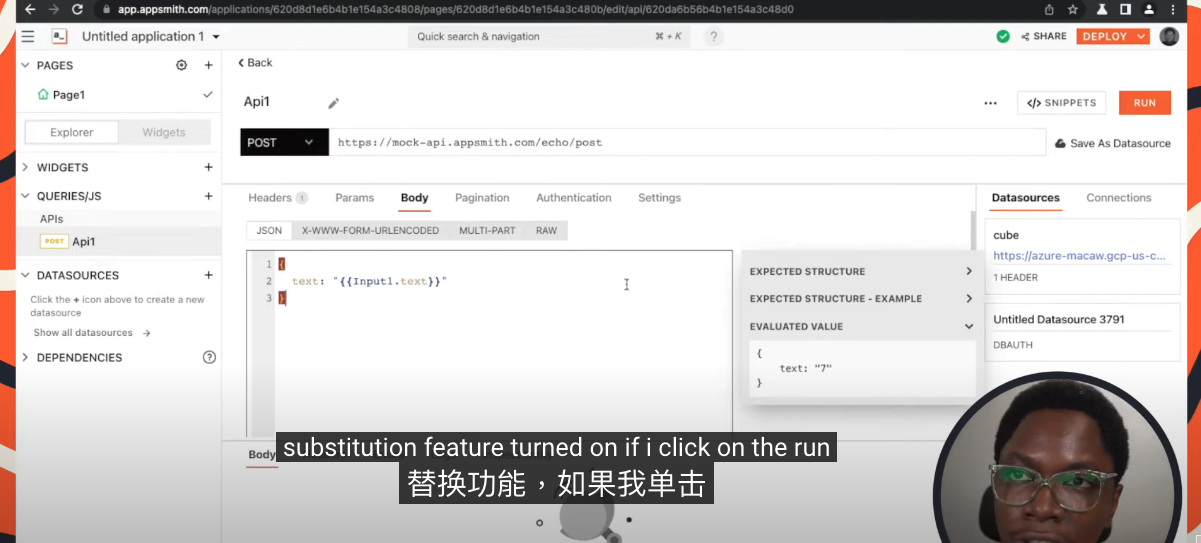 app.appsmith.com/applications/620d8d1e6b4b1e154a3c4808/pages/620d8d1e6b4b1e154a3c480b/edit/api/620da6b56b4b1e154a3c48d0
Untitled application 1
Quick search & navigation
⌘ + K
?
SHARE
DEPLOY
PAGES
Page1
Explorer
Widgets
WIDGETS
QUERIES/JS
APIs
POST Api1
DATASOURCES
Click the + icon above to create a new
datasource
Show all datasources
DEPENDENCIES
?
Back
Api1
</> SNIPPETS
RUN
POST
https://mock-api.appsmith.com/echo/post
Save As Datasource
Headers 1
Params
Body
Pagination
Authentication
Settings
JSON
X-WWW-FORM-URLENCODED
MULTI-PART
RAW
1 {
2 text: "{{Input1.text}}"
3 }
EXPECTED STRUCTURE
EXPECTED STRUCTURE - EXAMPLE
EVALUATED VALUE
{
text: "7"
}
Datasources
Connections
cube
https://azure-macaw.gcp-us-c...
1 HEADER
Untitled Datasource 3791
DBAUTH
Body
substitution feature turned on if i click on the run
替换功能，如果我单击